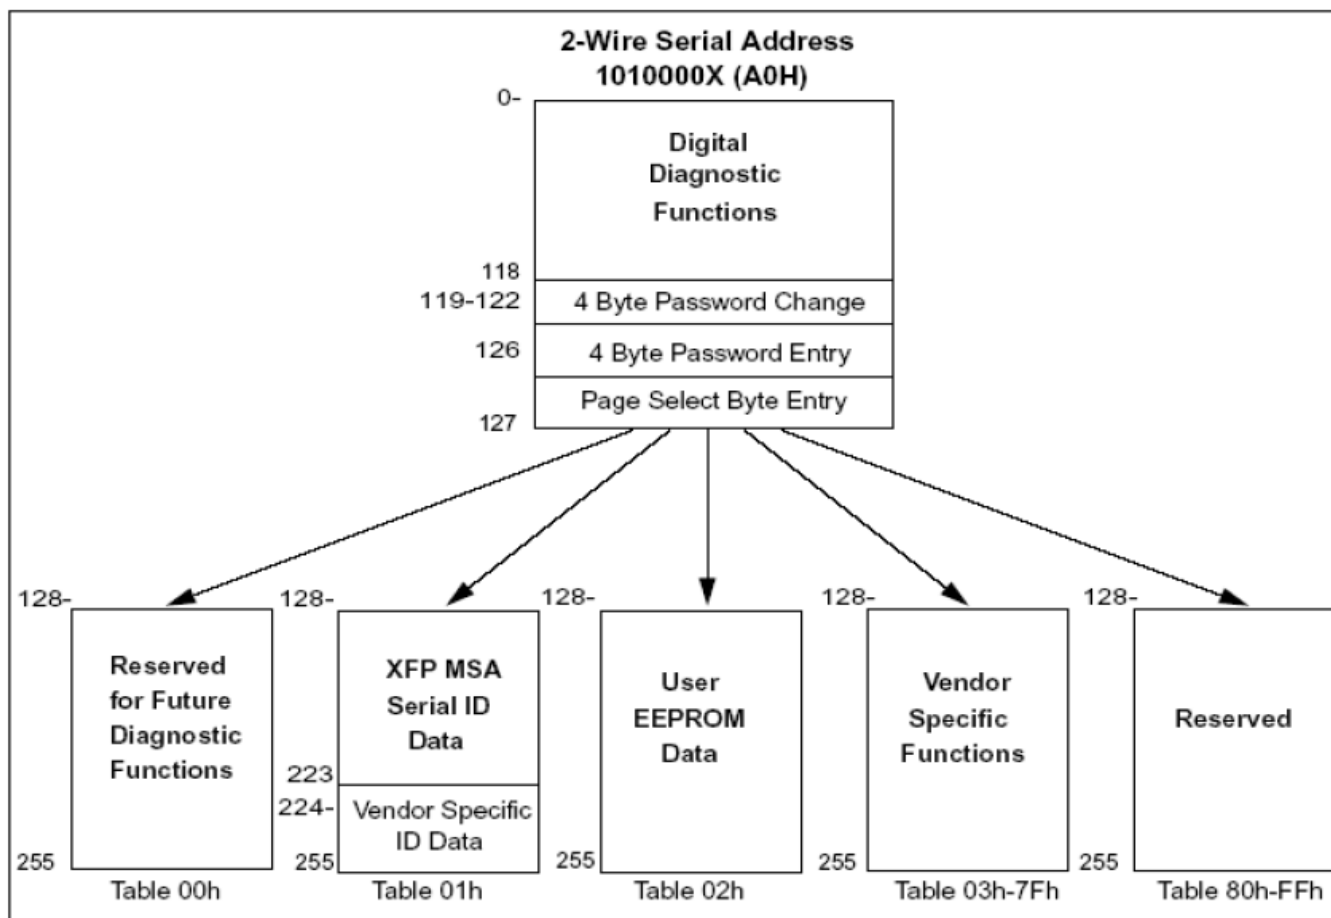 2-Wire Serial Address
1010000X (A0H)
0-
Digital
Diagnostic
Functions
118
119-122
4 Byte Password Change
126
4 Byte Password Entry
Page Select Byte Entry
127
128-
Reserved
for Future
Diagnostic
Functions
255
Table 00h
128-
XFP MSA
Serial ID
Data
223
224-
Vendor Specific
ID Data
255
Table 01h
128-
User
EEPROM
Data
255
Table 02h
128-
Vendor
Specific
Functions
255
Table 03h-7Fh
128-
Reserved
255
Table 80h-FFh